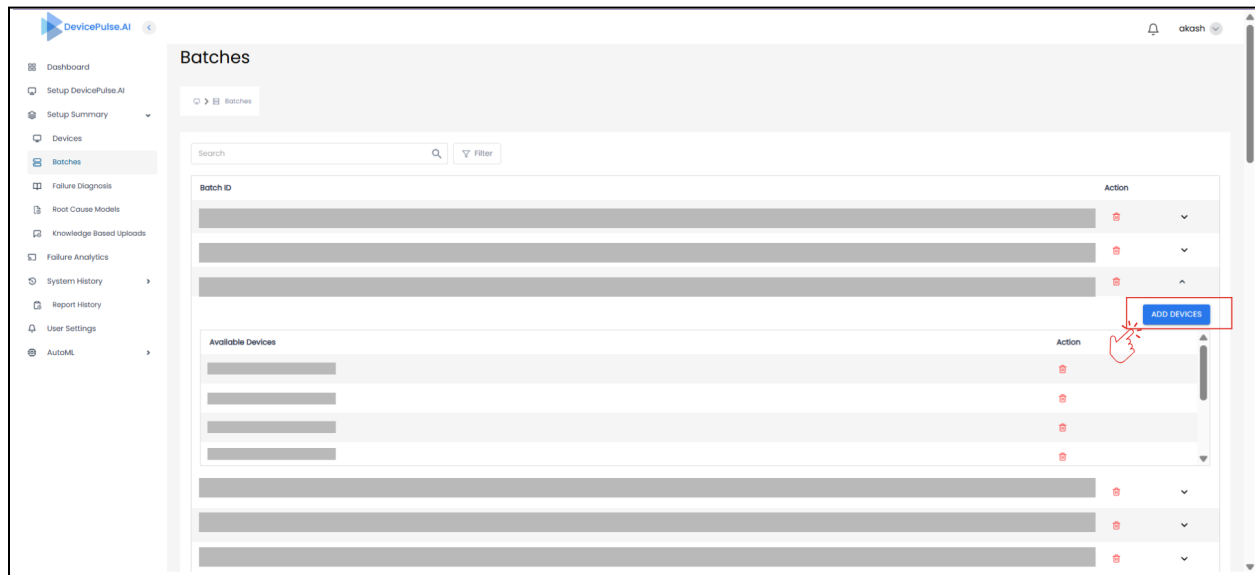 DevicePulse.AI
akash
Batches
Dashboard
Setup DevicePulse.AI
Batches
Setup Summary
Devices
Search
Filter
Batches
Batch ID
Action
Failure Diagnosis
Root Cause Models
Knowledge Based Uploads
Failure Analytics
System History
Report History
ADD DEVICES
User Settings
Available Devices
Action
AutoML